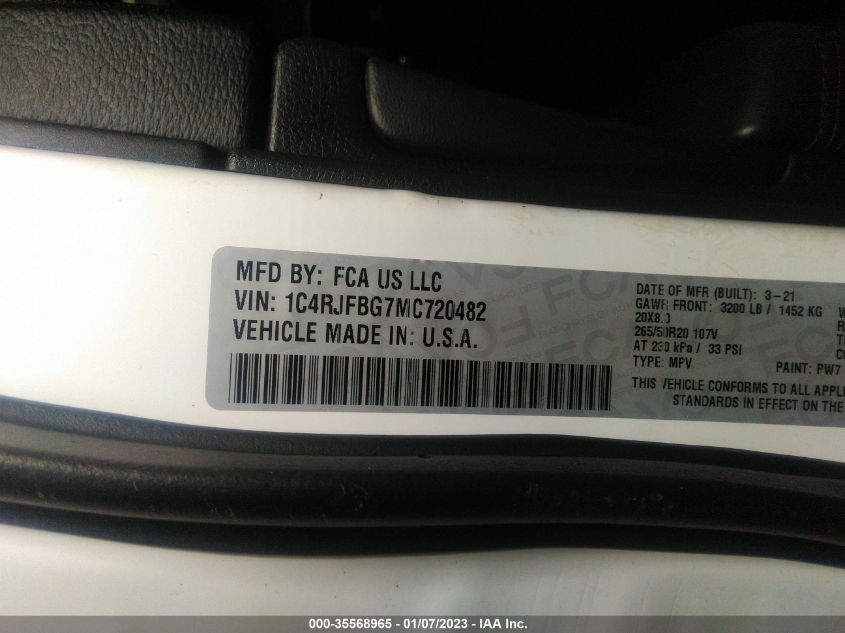 MFD BY: FCA US LLC
VIN: 1C4RJFBG7MC720482
VEHICLE MADE IN: U.S.A.
DATE OF MFR (BUILT): 3-21
GAWR FRONT: 3200 LB / 1452 KG
20X8.0
265/50R20 107V
AT 230 kPa / 33 PSI
TYPE: MPV
PAINT: PW7
THIS VEHICLE CONFORMS TO ALL
STANDARDS IN EFFECT ON THE
000-35568965 - 01/07/2023 - IAA Inc.